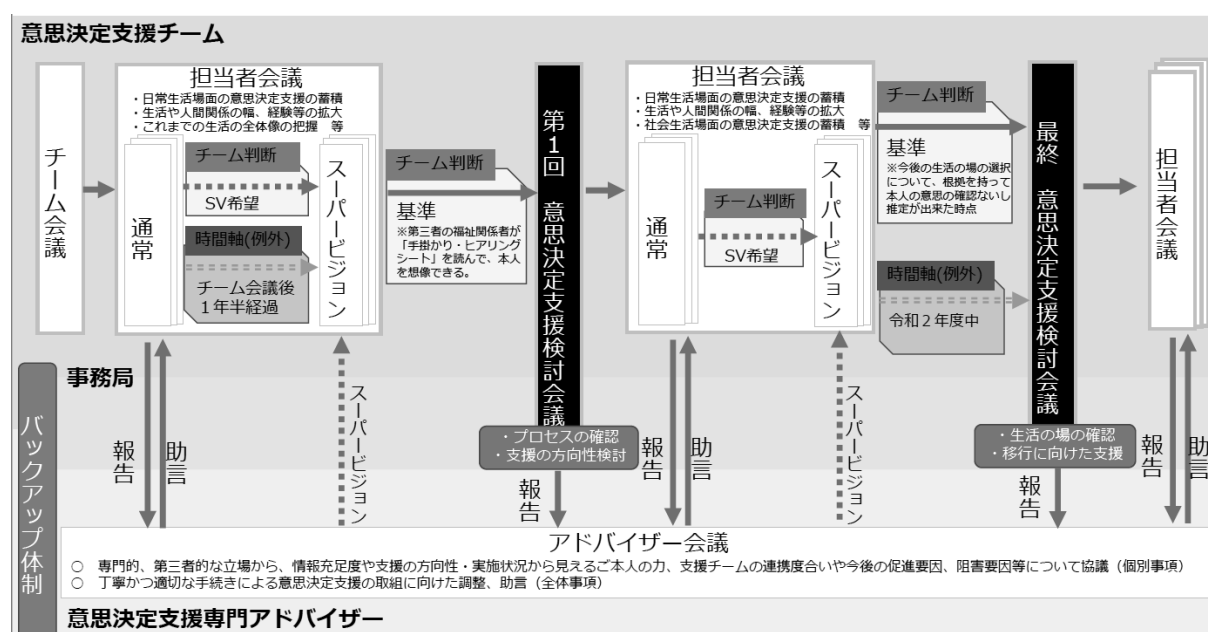 意思決定支援チーム
チーム会議
担当者会議
・日常生活場面の意思決定支援の蓄積
・生活や人間関係の幅、経験等の拡大
・これまでの生活の全体像の把握　等
通常
チーム判断
SV希望
時間軸(例外)
チーム会議後
１年半経過
スーパービジョン
チーム判断
基準
※第三者の福祉関係者が
「手掛かり・ヒアリング
シート」を読んで、本人
を想像できる。
第１回　意思決定支援検討会議
・プロセスの確認
・支援の方向性検討
担当者会議
・日常生活場面の意思決定支援の蓄積
・生活や人間関係の幅、経験等の拡大
・社会生活場面の意思決定支援の蓄積　等
通常
チーム判断
SV希望
スーパービジョン
チーム判断
基準
※今後の生活の場の選択
について、根拠を持って
本人の意思の確認ないし
推定が出来た時点
時間軸(例外)
令和２年度中
最終　意思決定支援検討会議
・生活の場の確認
・移行に向けた支援
担当者会議
事務局
バックアップ体制
報告
助言
スーパービジョン
報告
報告
助言
スーパービジョン
報告
報告
助言
アドバイザー会議
○　専門的、第三者的な立場から、情報充足度や支援の方向性・実施状況から見えるご本人の力、支援チームの連携度合いや今後の促進要因、阻害要因等について協議（個別事項）
○　丁寧かつ適切な手続きによる意思決定支援の取組に向けた調整、助言（全体事項）
意思決定支援専門アドバイザー